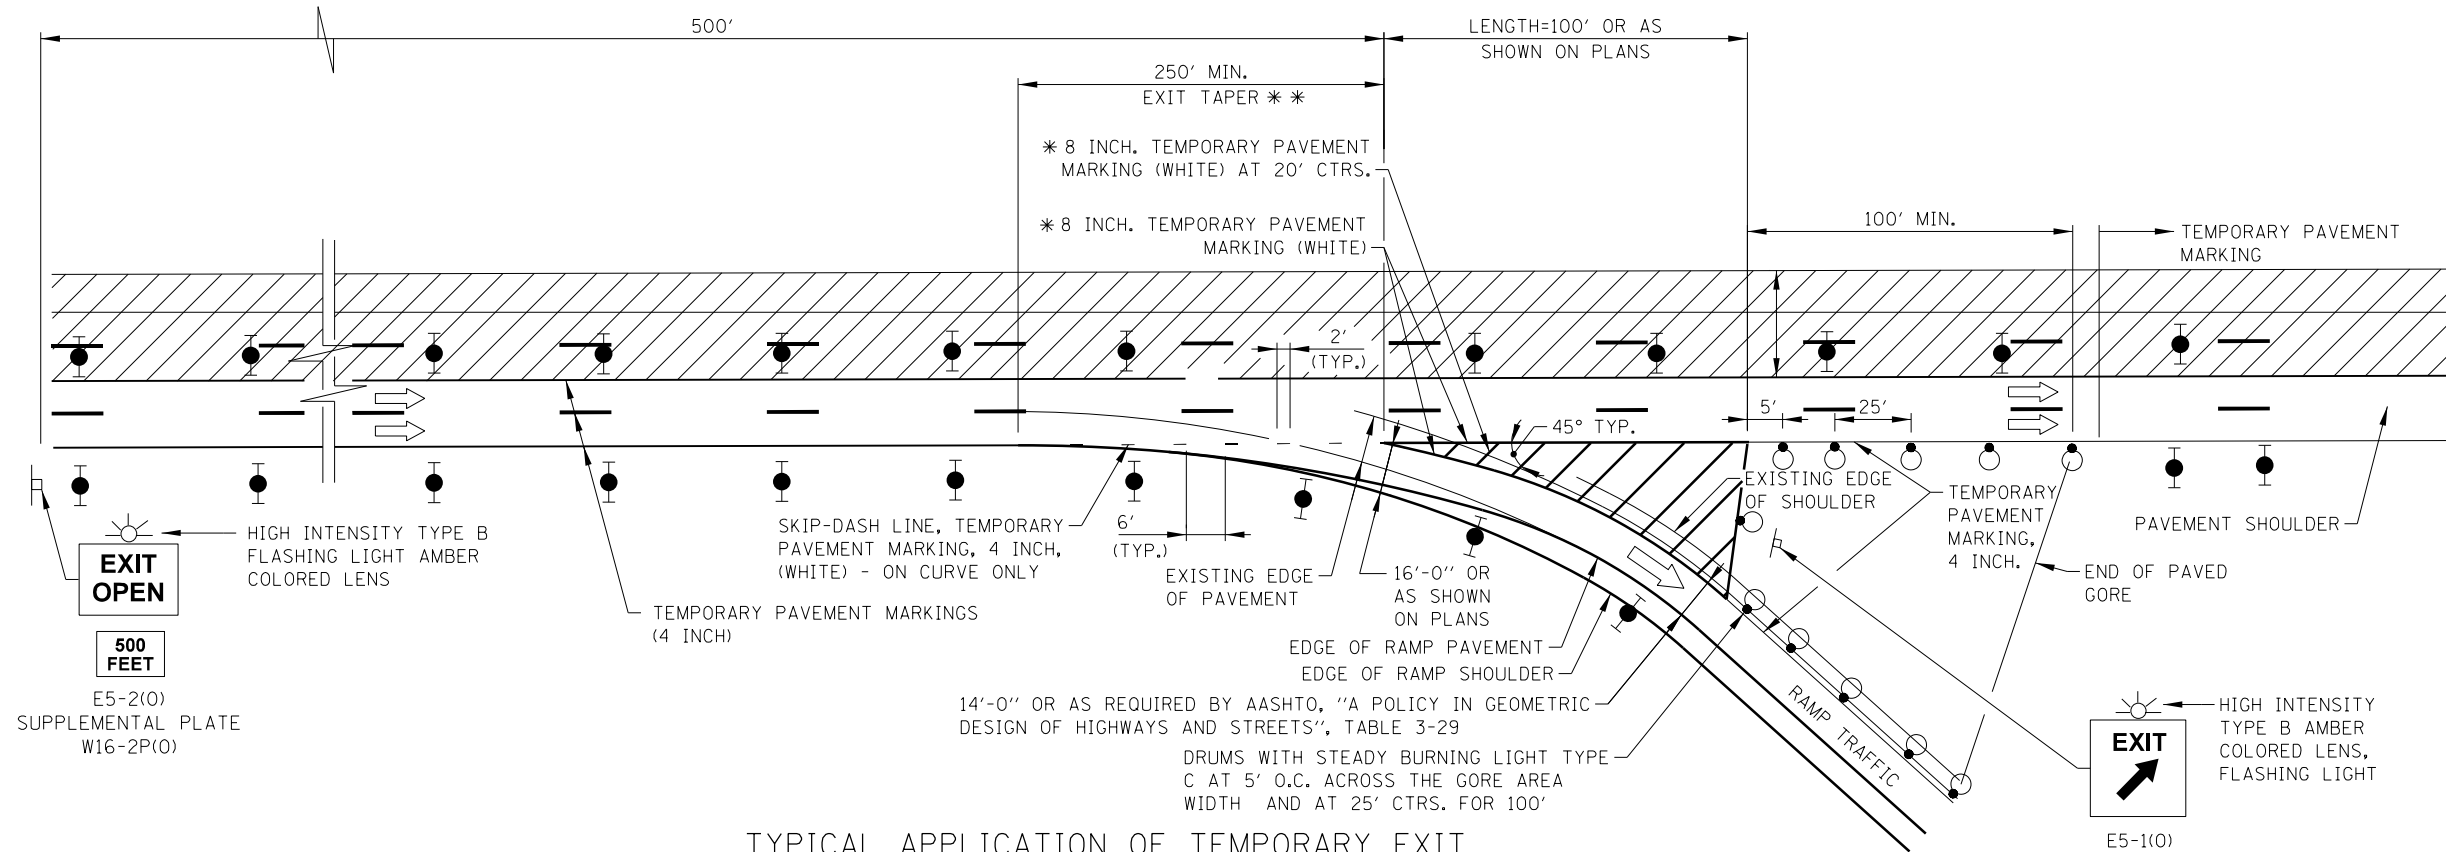 500'
LENGTH=100' OR AS
SHOWN ON PLANS
250' MIN.
EXIT TAPER * *
* 8 INCH. TEMPORARY PAVEMENT
MARKING (WHITE) AT 20' CTRS.
* 8 INCH. TEMPORARY PAVEMENT
MARKING (WHITE)
100' MIN.
TEMPORARY PAVEMENT
MARKING
2'
(TYP.)
5'
25'
45° TYP.
EXISTING EDGE
OF SHOULDER
TEMPORARY
PAVEMENT
MARKING,
4 INCH.
PAVEMENT SHOULDER
END OF PAVED
GORE
HIGH INTENSITY TYPE B
FLASHING LIGHT AMBER
COLORED LENS
EXIT
OPEN
500
FEET
E5-2(O)
SUPPLEMENTAL PLATE
W16-2P(O)
TEMPORARY PAVEMENT MARKINGS
(4 INCH)
SKIP-DASH LINE, TEMPORARY
PAVEMENT MARKING, 4 INCH,
(WHITE) - ON CURVE ONLY
6'
(TYP.)
EXISTING EDGE
OF PAVEMENT
16'-0" OR
AS SHOWN
ON PLANS
EDGE OF RAMP PAVEMENT
EDGE OF RAMP SHOULDER
14'-0" OR AS REQUIRED BY AASHTO, "A POLICY IN GEOMETRIC
DESIGN OF HIGHWAYS AND STREETS", TABLE 3-29
DRUMS WITH STEADY BURNING LIGHT TYPE
C AT 5' O.C. ACROSS THE GORE AREA
WIDTH AND AT 25' CTRS. FOR 100'
RAMP TRAFFIC
HIGH INTENSITY
TYPE B AMBER
COLORED LENS,
FLASHING LIGHT
EXIT
E5-1(O)
TYPICAL APPLICATION OF TEMPORARY EXIT